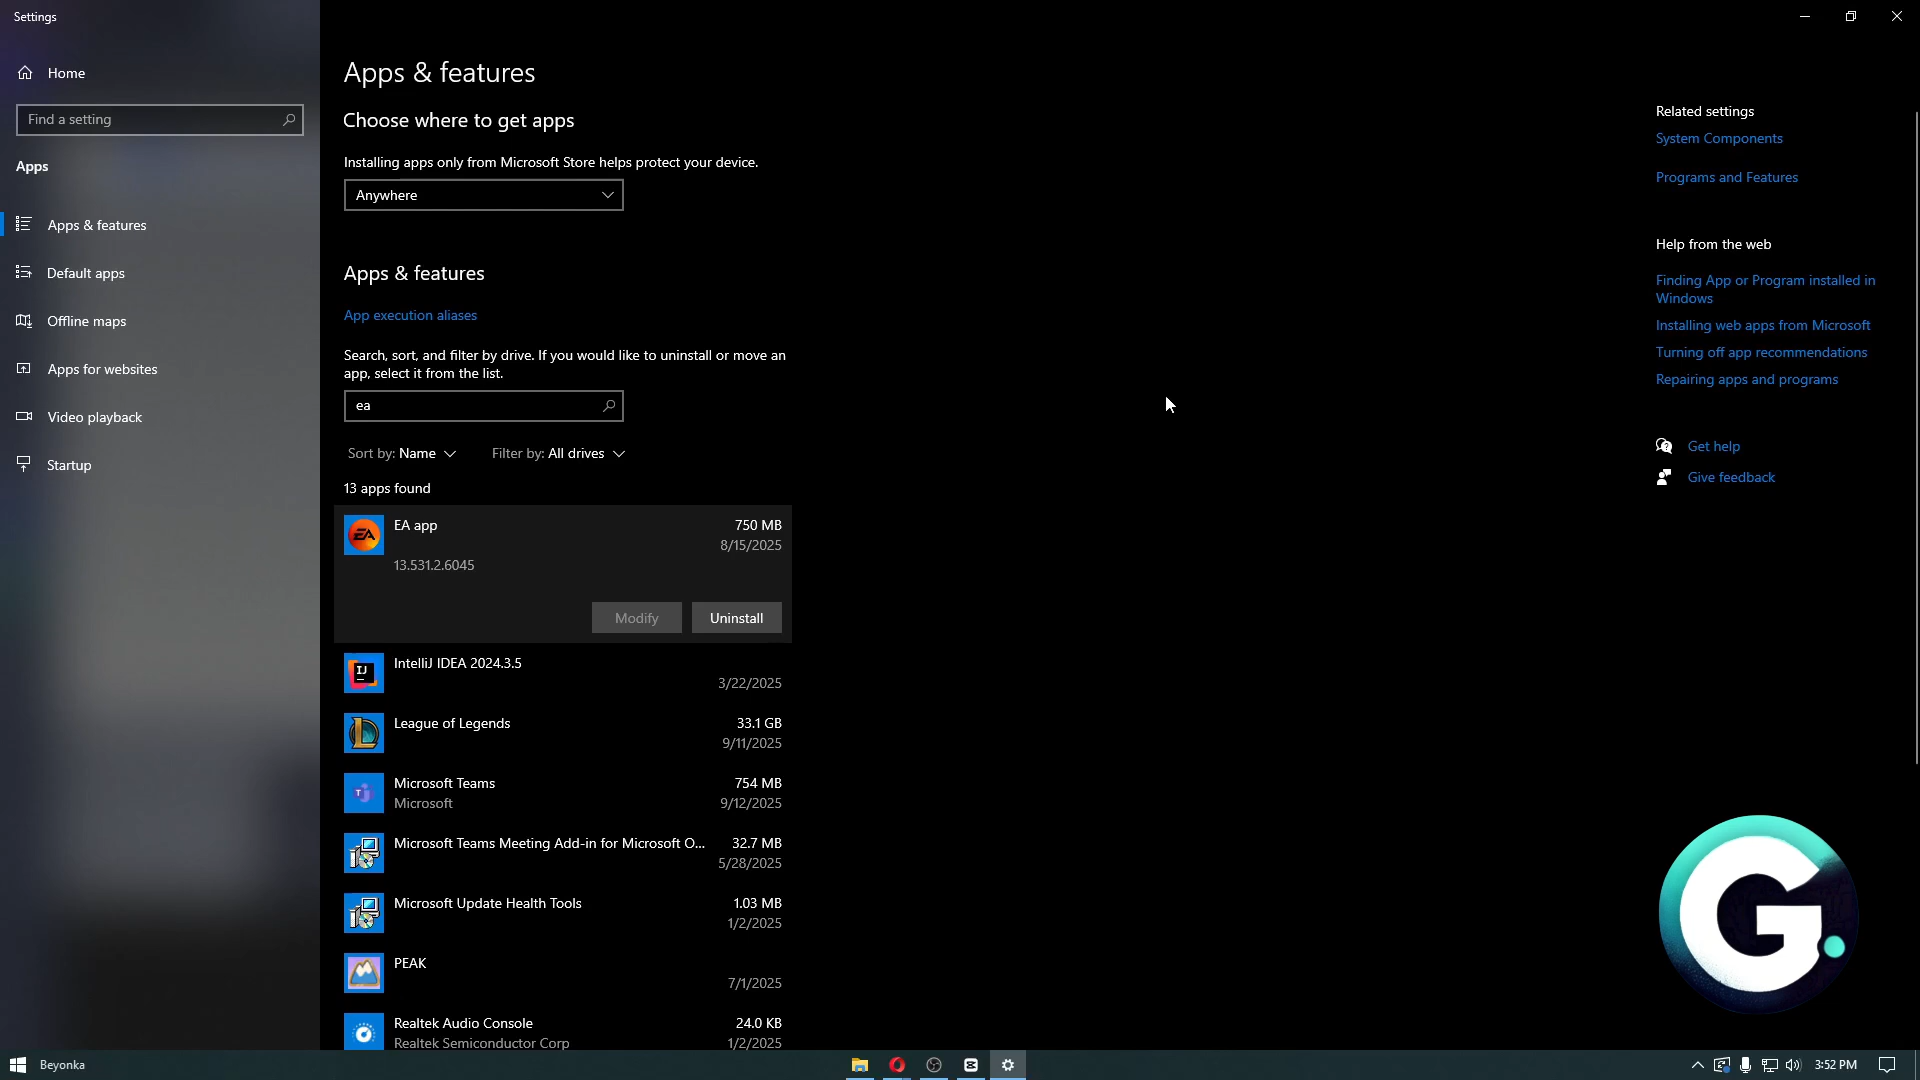 Settings
Home
Find a setting
Apps
Apps & features
Default apps
Offline maps
Apps for websites
Video playback
Startup
Apps & features
Choose where to get apps
Installing apps only from Microsoft Store helps protect your device.
Anywhere
Apps & features
App execution aliases
Search, sort, and filter by drive. If you would like to uninstall or move an
app, select it from the list.
ea
Sort by: Name
Filter by: All drives
13 apps found
EA
EA app
750 MB
8/15/2025
13.531.2.6045
Modify
Uninstall
IJ
IntelliJ IDEA 2024.3.5
3/22/2025
L
League of Legends
33.1 GB
9/11/2025
T
Microsoft Teams
754 MB
Microsoft
9/12/2025
Microsoft Teams Meeting Add-in for Microsoft O...
32.7 MB
5/28/2025
Microsoft Update Health Tools
1.03 MB
1/2/2025
PEAK
7/1/2025
Realtek Audio Console
24.0 KB
Realtek Semiconductor Corp
1/2/2025
Related settings
System Components
Programs and Features
Help from the web
Finding App or Program installed in
Windows
Installing web apps from Microsoft
Turning off app recommendations
Repairing apps and programs
Get help
Give feedback
G.
Beyonka
3:52 PM